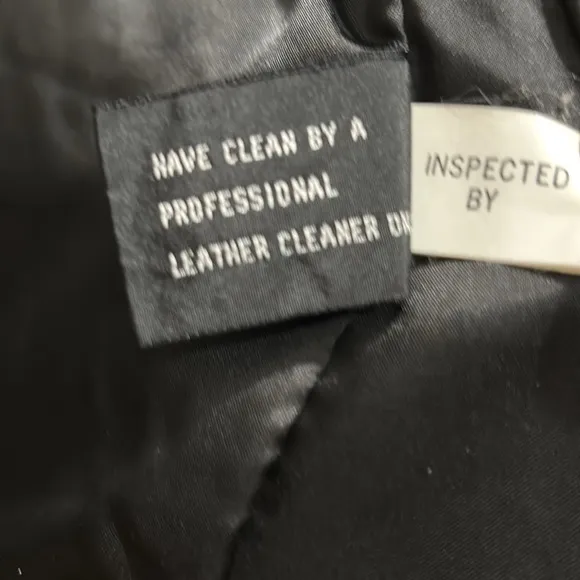 HAVE CLEAN BY A
PROFESSIONAL
LEATHER CLEANER
INSPECTED
BY